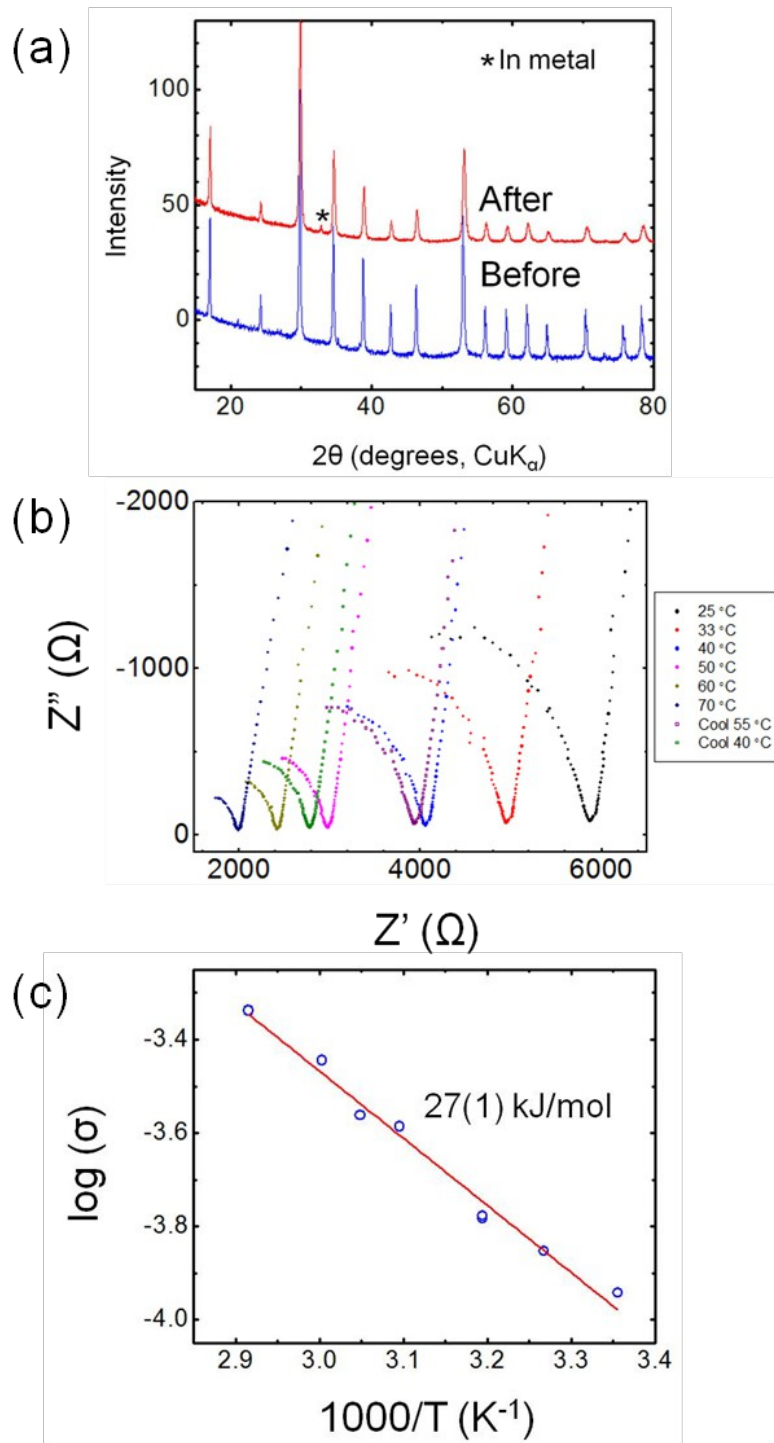 (a)
* In metal
100
50
0
Intensity
*
After
Before
20 40 60 80
2θ (degrees, CuKα)
(b)
-2000
-1000
0
Z” (Ω)
25 °C
33 °C
40 °C
50 °C
60 °C
70 °C
Cool 55 °C
Cool 40 °C
2000 4000 6000
Z’ (Ω)
(c)
-3.4
-3.6
-3.8
-4.0
log (σ)
27(1) kJ/mol
2.9 3.0 3.1 3.2 3.3 3.4
1000/T (K⁻¹)